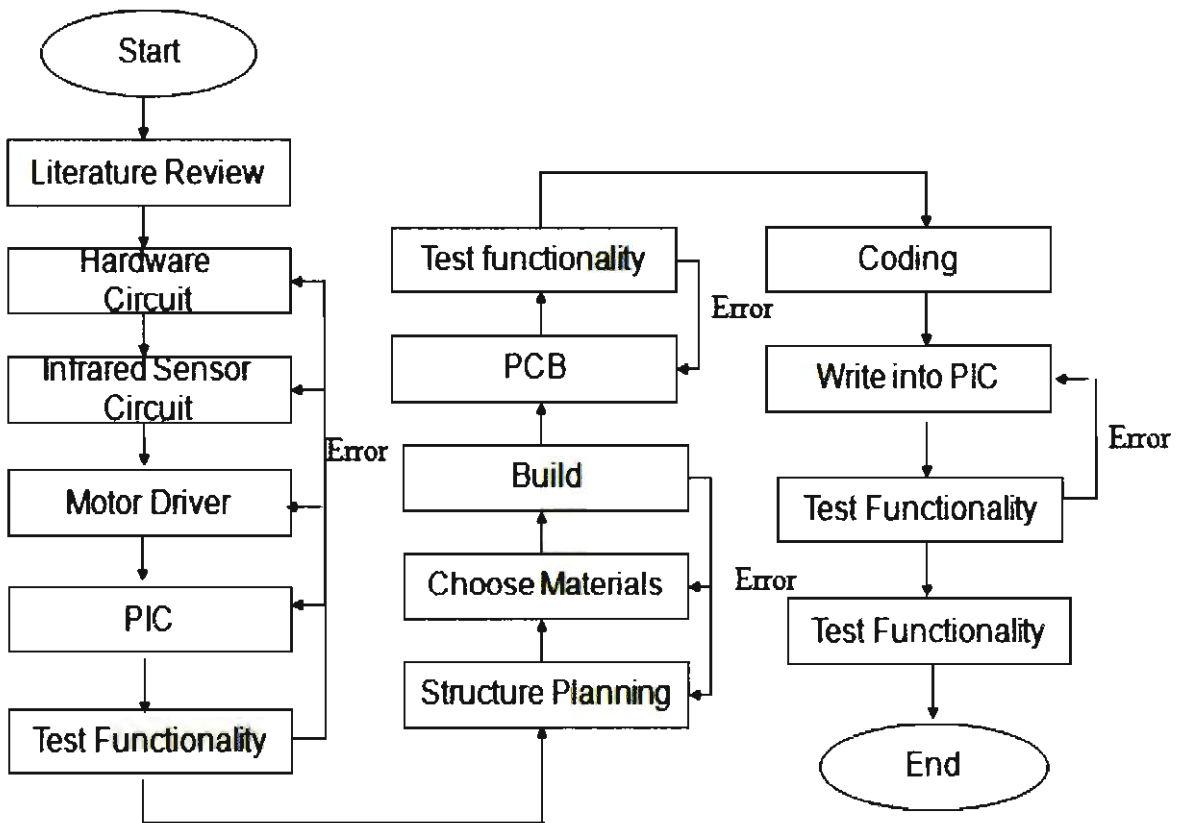 Start
Literature Review
Hardware
Circuit
Infrared Sensor
Circuit
Motor Driver
PIC
Test Functionality
Error
Test functionality
Error
PCB
Build
Choose Materials
Error
Structure Planning
Coding
Write into PIC
Error
Test Functionality
Test Functionality
End